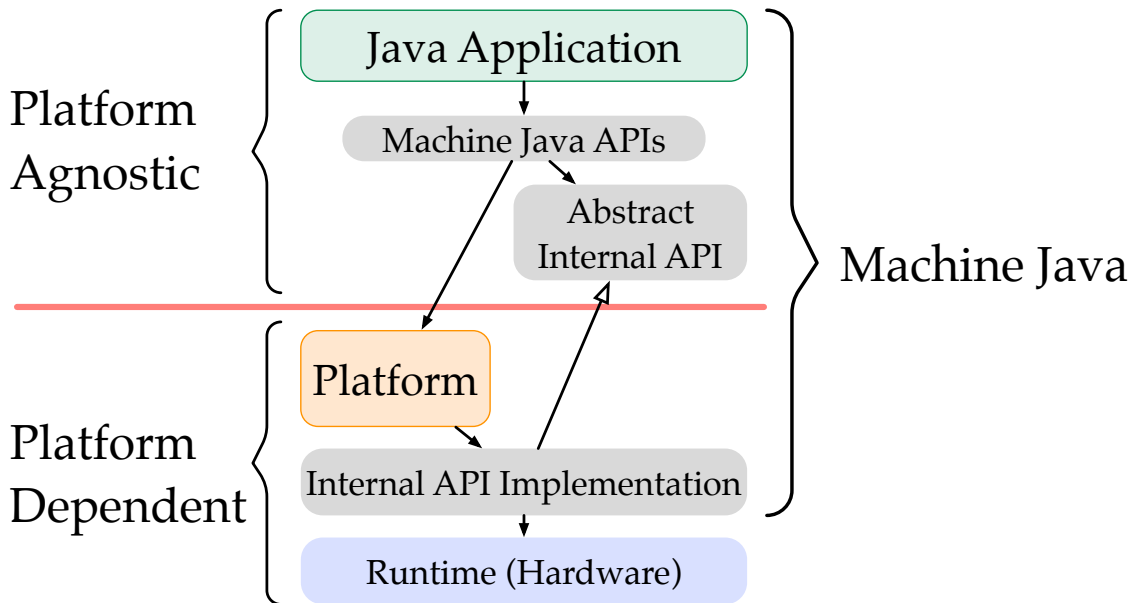 Java Application
Platform
Agnostic
Machine Java APIs
Abstract
Internal API
Machine Java
Platform
Platform
Dependent
Internal API Implementation
Runtime (Hardware)